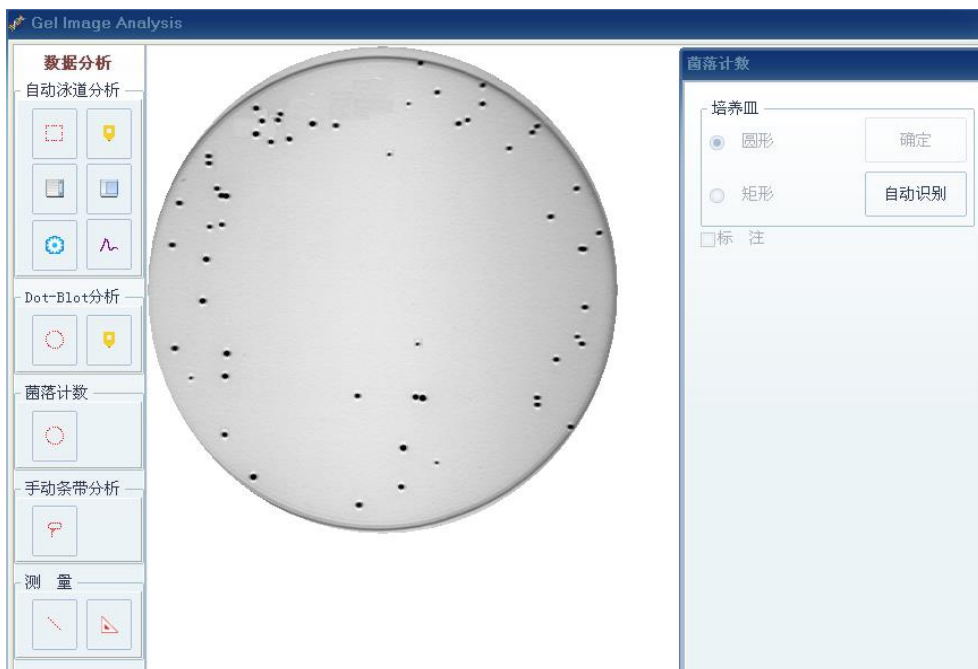 Gel Image Analysis
数据分析
自动泳道分析
Dot-Blot分析
菌落计数
手动条带分析
测 量
菌落计数
培养皿
圆形
确定
矩形
自动识别
标 注